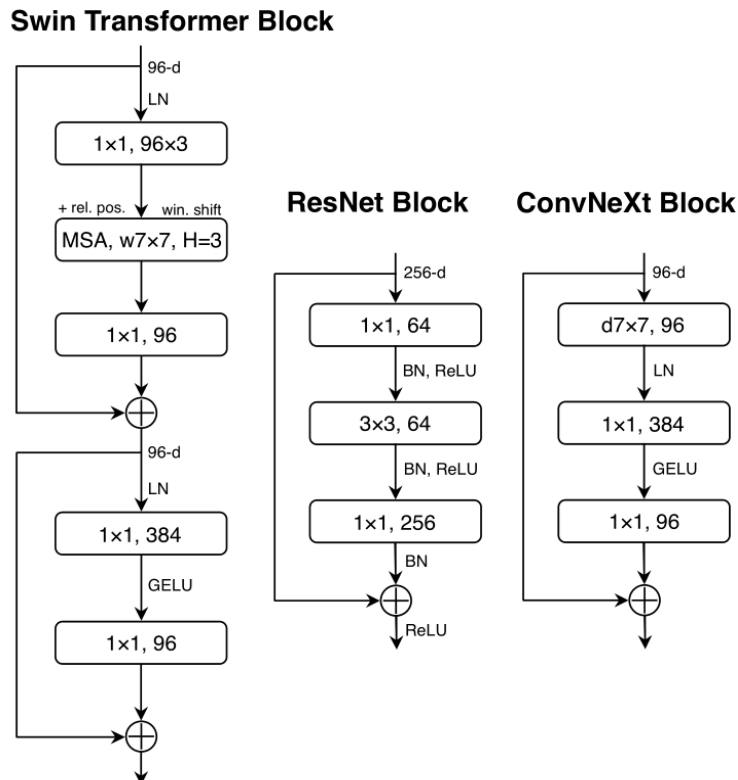 Swin Transformer Block
96-d
LN
1×1, 96×3
+ rel. pos. win. shift
MSA, w7×7, H=3
1×1, 96
96-d
LN
1×1, 384
GELU
1×1, 96
ResNet Block
256-d
1×1, 64
BN, ReLU
3×3, 64
BN, ReLU
1×1, 256
BN
ReLU
ConvNeXt Block
96-d
d7×7, 96
LN
1×1, 384
GELU
1×1, 96